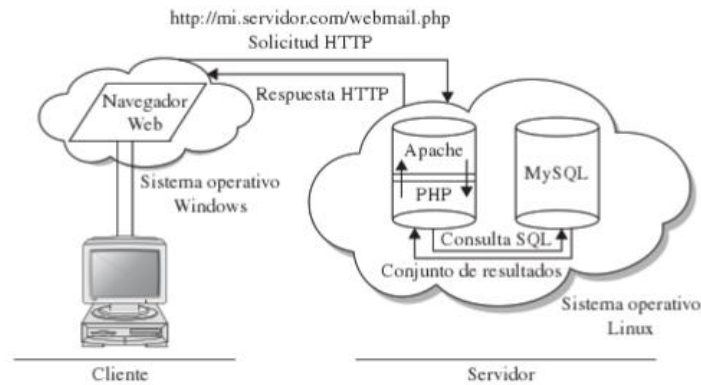 http://mi.servidor.com/webmail.php
Solicitud HTTP
Respuesta HTTP
Navegador
Web
Sistema operativo
Windows
Apache
PHP
MySQL
Consulta SQL
Conjunto de resultados
Sistema operativo
Linux
Cliente
Servidor